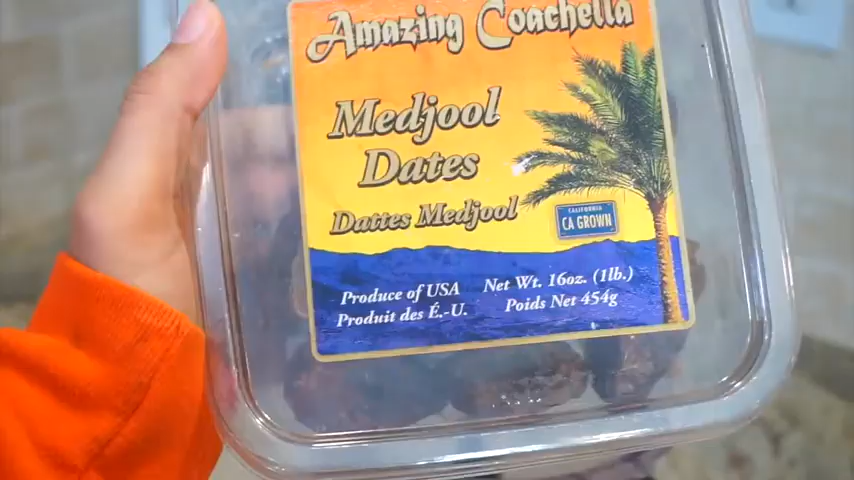 Amazing Coachella
Medjool
Dates
Dattes Medjool
CALIFORNIA
CA GROWN
Produce of USA
Produit des É.-U.
Net Wt. 16oz. (1lb.)
Poids Net 454g